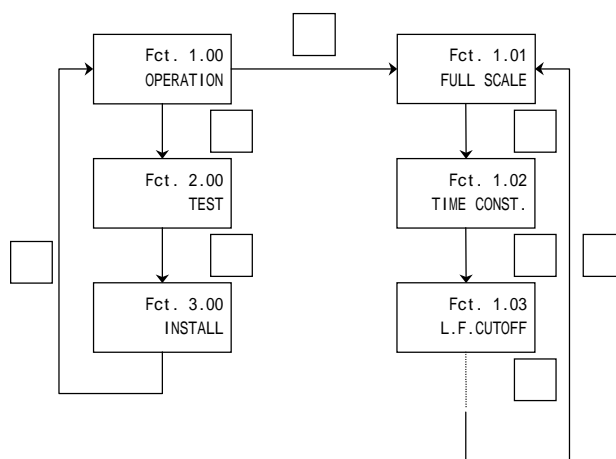 Fct. 1.00
OPERATION
Fct. 2.00
TEST
Fct. 3.00
INSTALL
Fct. 1.01
FULL SCALE
Fct. 1.02
TIME CONST.
Fct. 1.03
L.F.CUTOFF